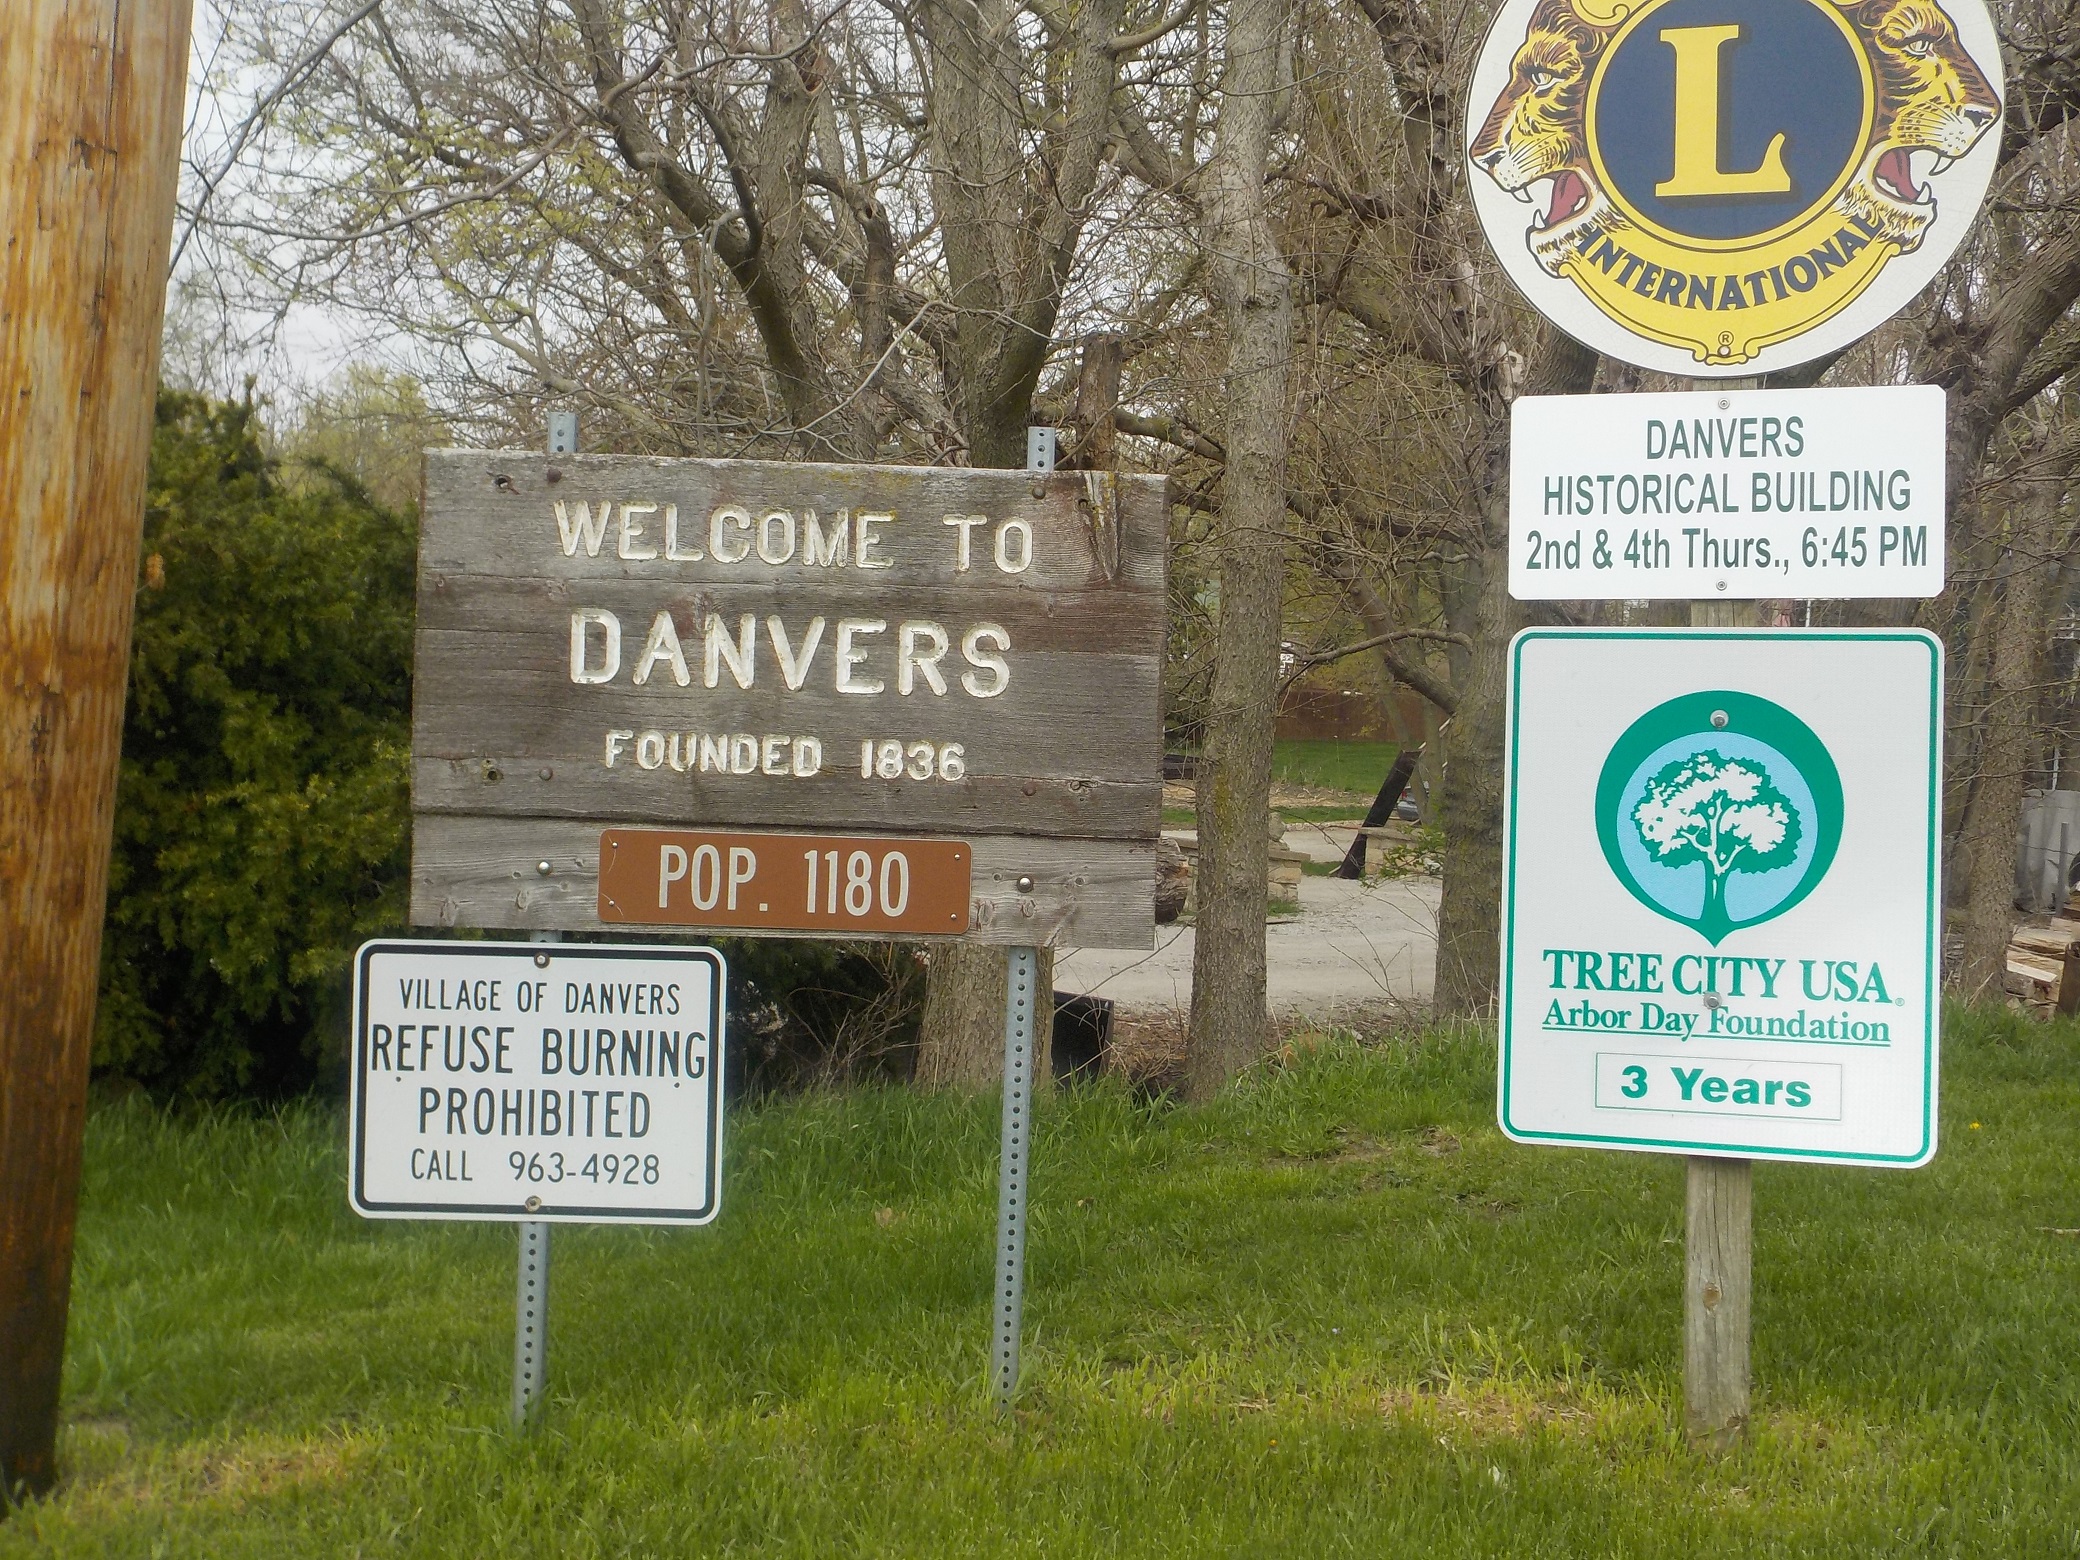 WELCOME TO
DANVERS
FOUNDED 1836
POP. 1180
VILLAGE OF DANVERS
REFUSE BURNING
PROHIBITED
CALL 963-4928
L
INTERNATIONAL
®
DANVERS
HISTORICAL BUILDING
2nd & 4th Thurs., 6:45 PM
TREE CITY USA®
Arbor Day Foundation
3 Years